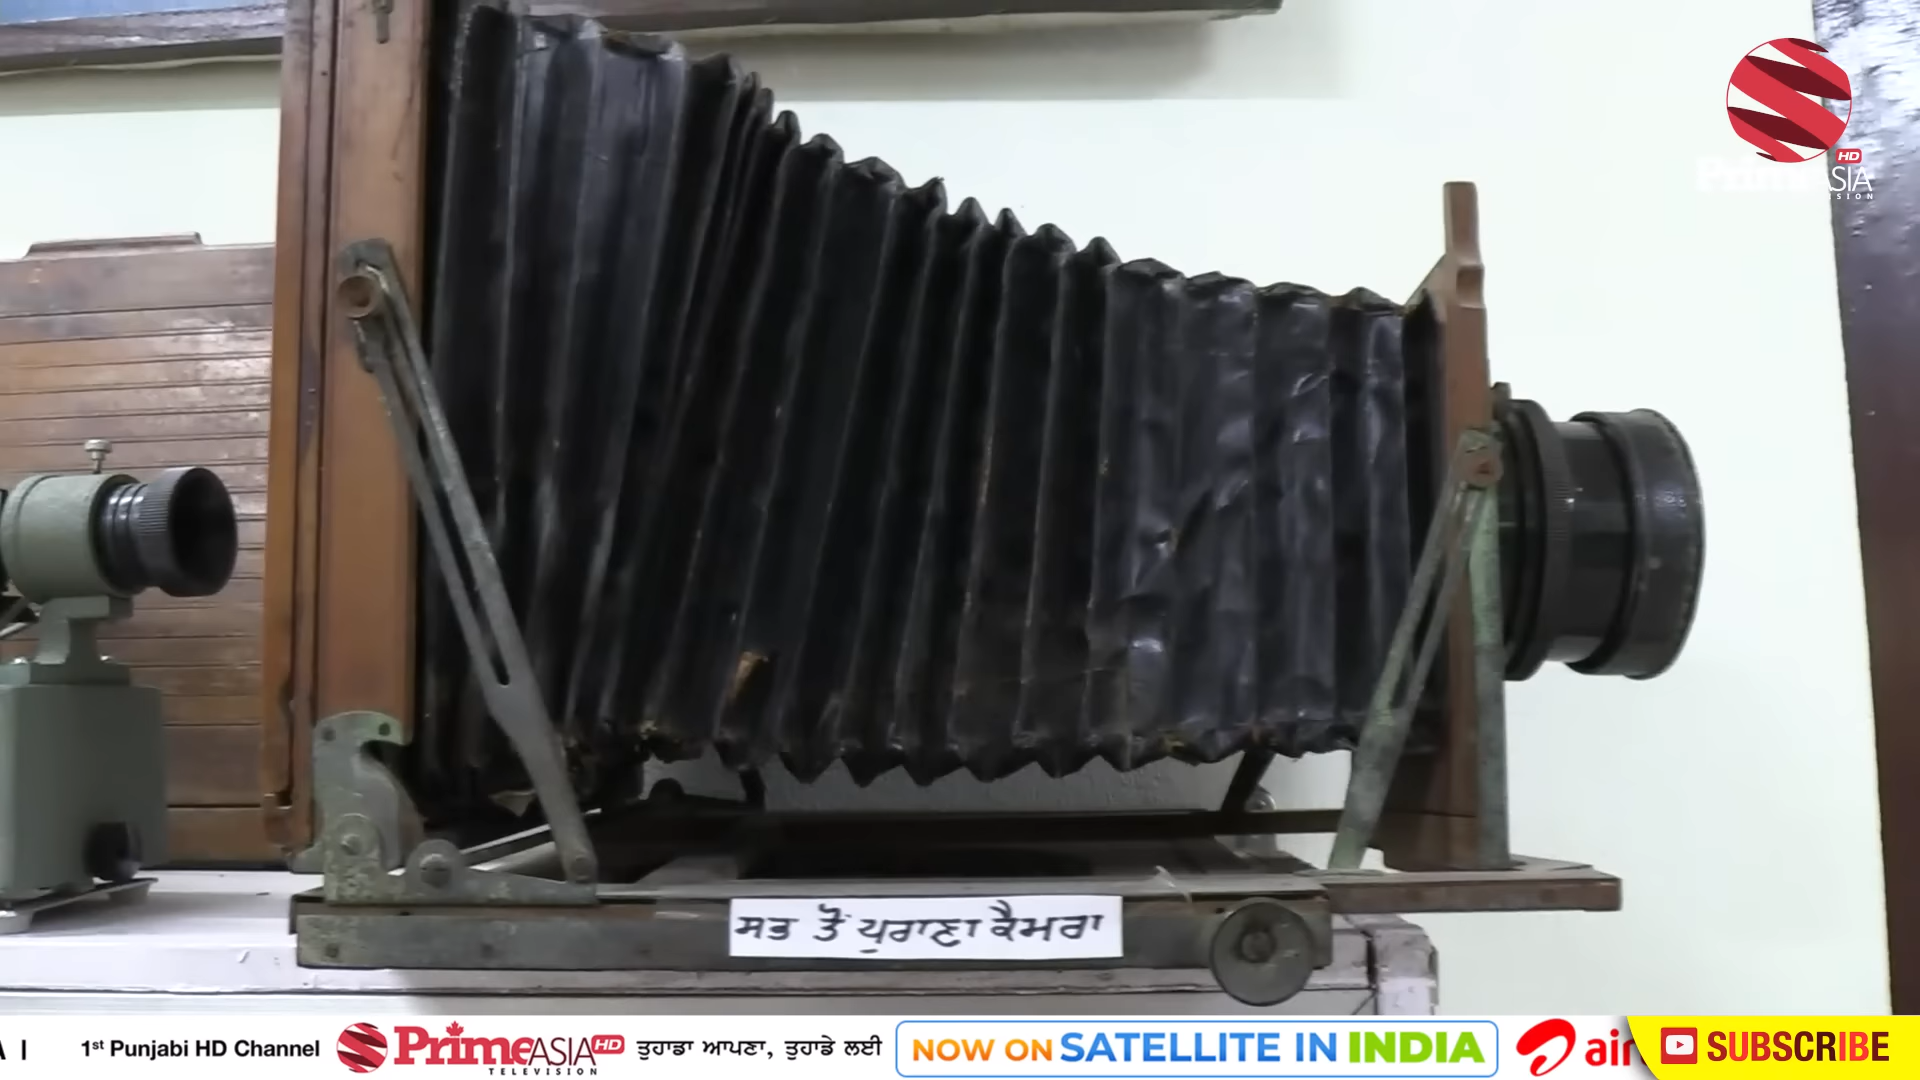 HD
Prime ASIA
TELEVISION
ਸਭ ਤੋਂ ਪੁਰਾਣਾ ਕੈਮਰਾ
1st Punjabi HD Channel
Prime ASIA HD
TELEVISION
ਤੁਹਾਡਾ ਆਪਣਾ, ਤੁਹਾਡੇ ਲਈ
NOW ON SATELLITE IN INDIA
SUBSCRIBE